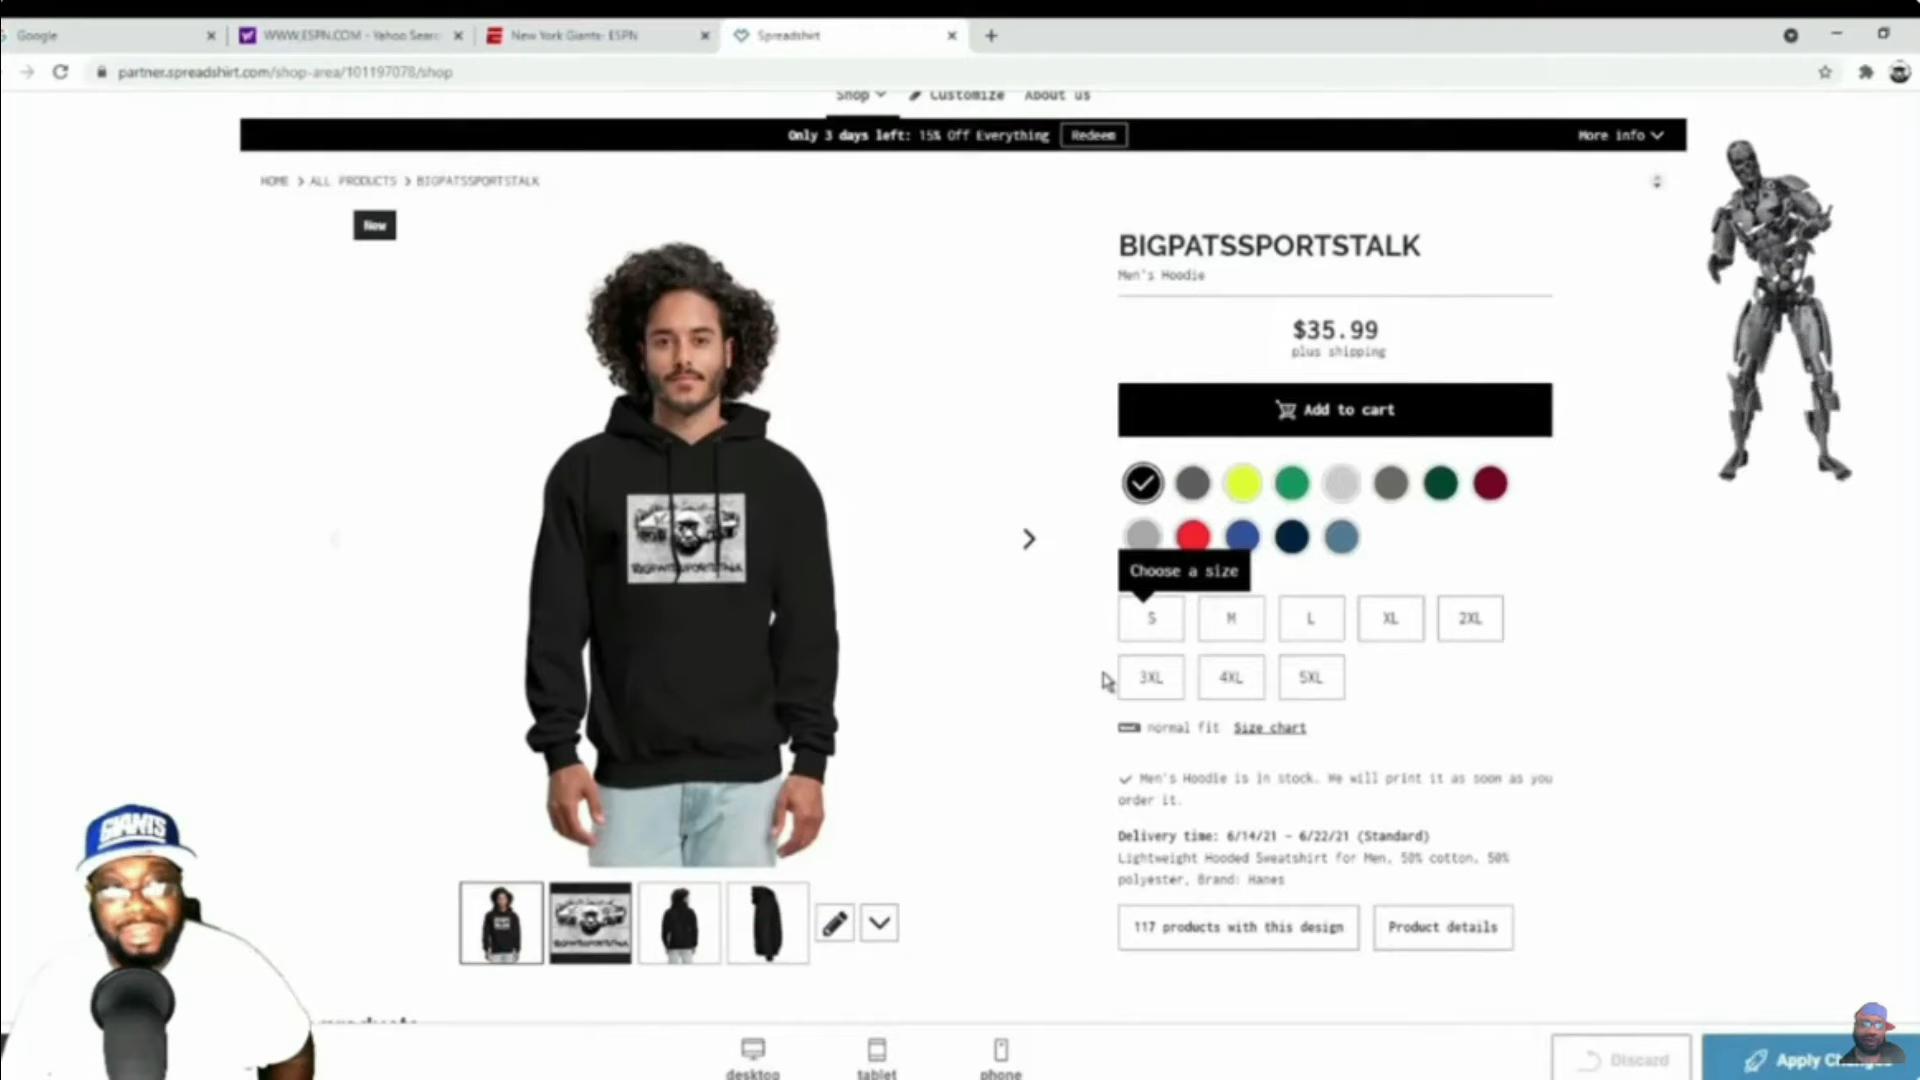 Google
WWW.ESPN.COM - Yahoo Searc
New York Giants- ESPN
Spreadshirt
partner.spreadshirt.com/shop-area/101197078/shop
Shop
Customize
About us
Only 3 days left: 15% Off Everything
Redeem
More info
HOME > ALL PRODUCTS > BIGPATSSPORTSTALK
New
BIGPATSSPORTSTALK
Men's Hoodie
$35.99
plus shipping
Add to cart
Choose a size
S
M
L
XL
2XL
3XL
4XL
5XL
normal fit
Size chart
Men's Hoodie is in stock. We will print it as soon as you
order it.
Delivery time: 6/14/21 - 6/22/21 (Standard)
Lightweight Hooded Sweatshirt for Men, 50% cotton, 50%
polyester, Brand: Hanes
117 products with this design
Product details
GIANTS
products
desktop
tablet
phone
Discard
Apply